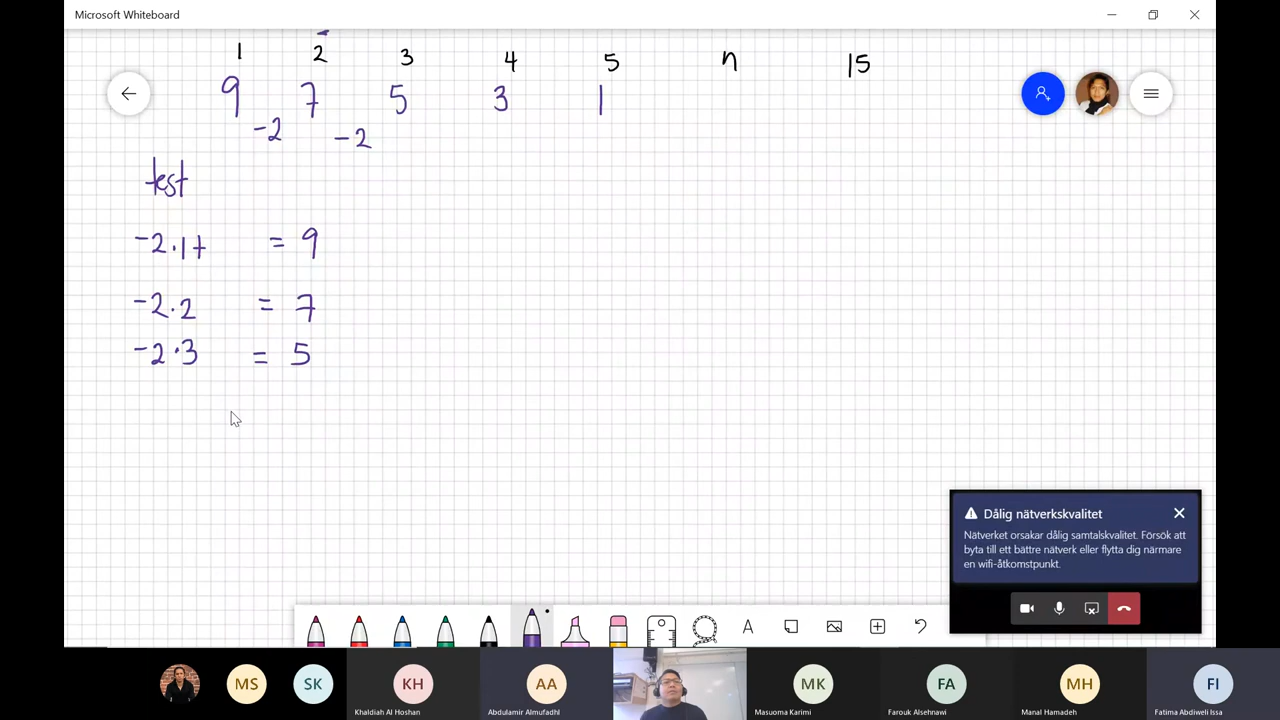 Microsoft Whiteboard
1 2 3 4 5 n 15
9 7 5 3 1
-2 -2
test
-2·1+ = 9
-2·2 = 7
-2·3 = 5
A
Dålig nätverkskvalitet
Nätverket orsakar dålig samtalskvalitet. Försök att
byta till ett bättre nätverk eller flytta dig närmare
en wifi-åtkomstpunkt.
MS SK KH AA MK FA MH FI
Khaldiah Al Hoshan Abdulamir Almufadhl Masuoma Karimi Farouk Alsehnawi Manal Hamadeh Fatima Abdiweli Issa